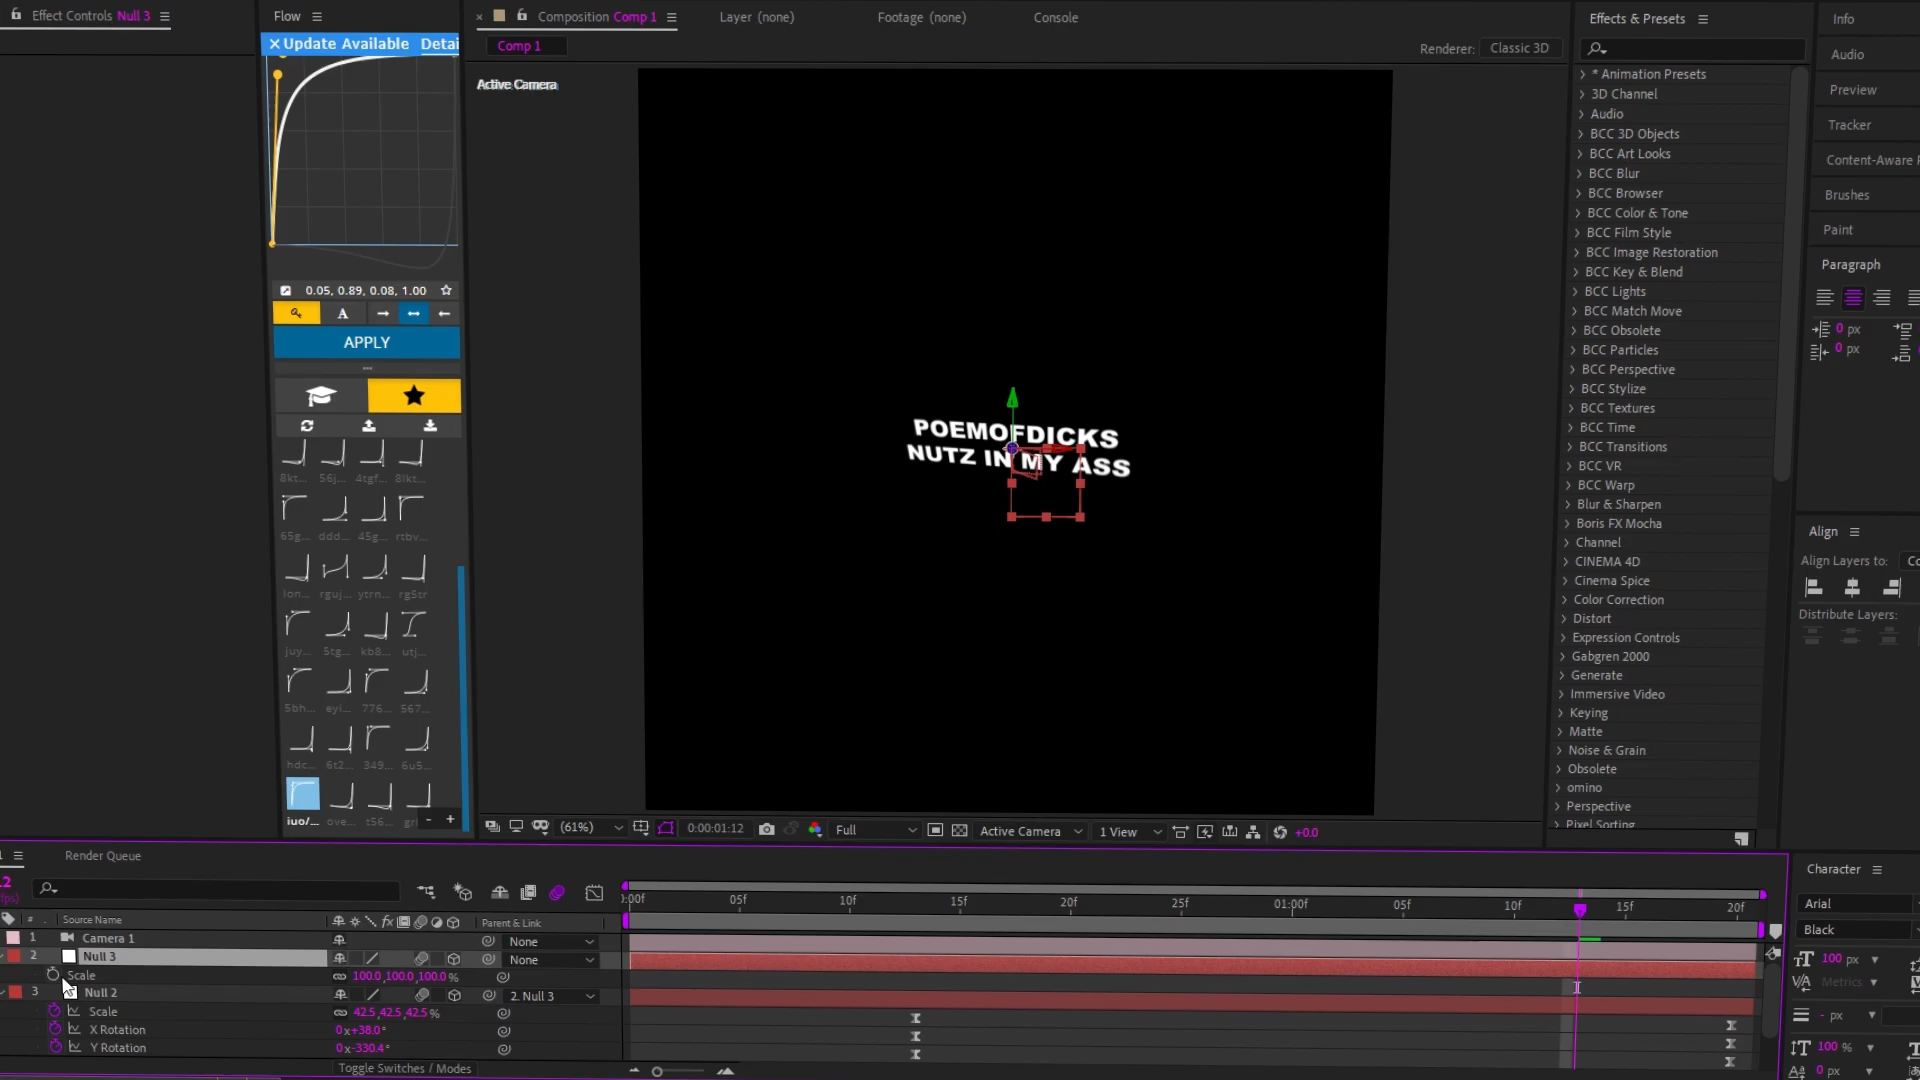 Effect Controls Null 3
Flow
Composition Comp 1
Layer (none)
Footage (none)
Console
Effects & Presets
Info
Update Available Detai
Comp 1
Renderer: Classic 3D
Audio
Active Camera
Preview
Tracker
Content-Aware F
Brushes
Paint
Paragraph
0 px
0 px
* Animation Presets
3D Channel
Audio
BCC 3D Objects
BCC Art Looks
BCC Blur
BCC Browser
BCC Color & Tone
BCC Film Style
BCC Image Restoration
BCC Key & Blend
BCC Lights
BCC Match Move
BCC Obsolete
BCC Particles
BCC Perspective
BCC Stylize
BCC Textures
BCC Time
BCC Transitions
BCC VR
BCC Warp
Blur & Sharpen
Boris FX Mocha
Channel
CINEMA 4D
Cinema Spice
Color Correction
Distort
Expression Controls
Gabgren 2000
Generate
Immersive Video
Keying
Matte
Noise & Grain
Obsolete
omino
Perspective
Pixel Sorting
0.05, 0.89, 0.08, 1.00
A
APPLY
8kt... 56j... 4tgf... 8lkt...
65g... ddd... 45g... rtbv...
ion... rguj... ytrn... rg5tr
juy... 5tg... kb8... utj...
5bh... eyi... 776... 567...
hdc... 6t2... 349... 6u5...
iuo/... ove... t56...
POEMOFDICKS
NUTZ IN MY ASS
Align
Align Layers to: Co
Distribute Layers:
(61%) 0:00:01:12 Full Active Camera 1 View +0.0
Render Queue
Character
Arial
Black
100 px
Metrics
- px
100 %
0 px
:00f 05f 10f 15f 20f 25f 01:00f 05f 10f 15f 20f
# Source Name fx Parent & Link
1 Camera 1 None
2 Null 3 None
Scale 100.0,100.0,100.0 %
3 Null 2 2. Null 3
Scale 42.5,42.5,42.5 %
X Rotation 0x+38.0°
Y Rotation 0x-330.4°
Toggle Switches / Modes